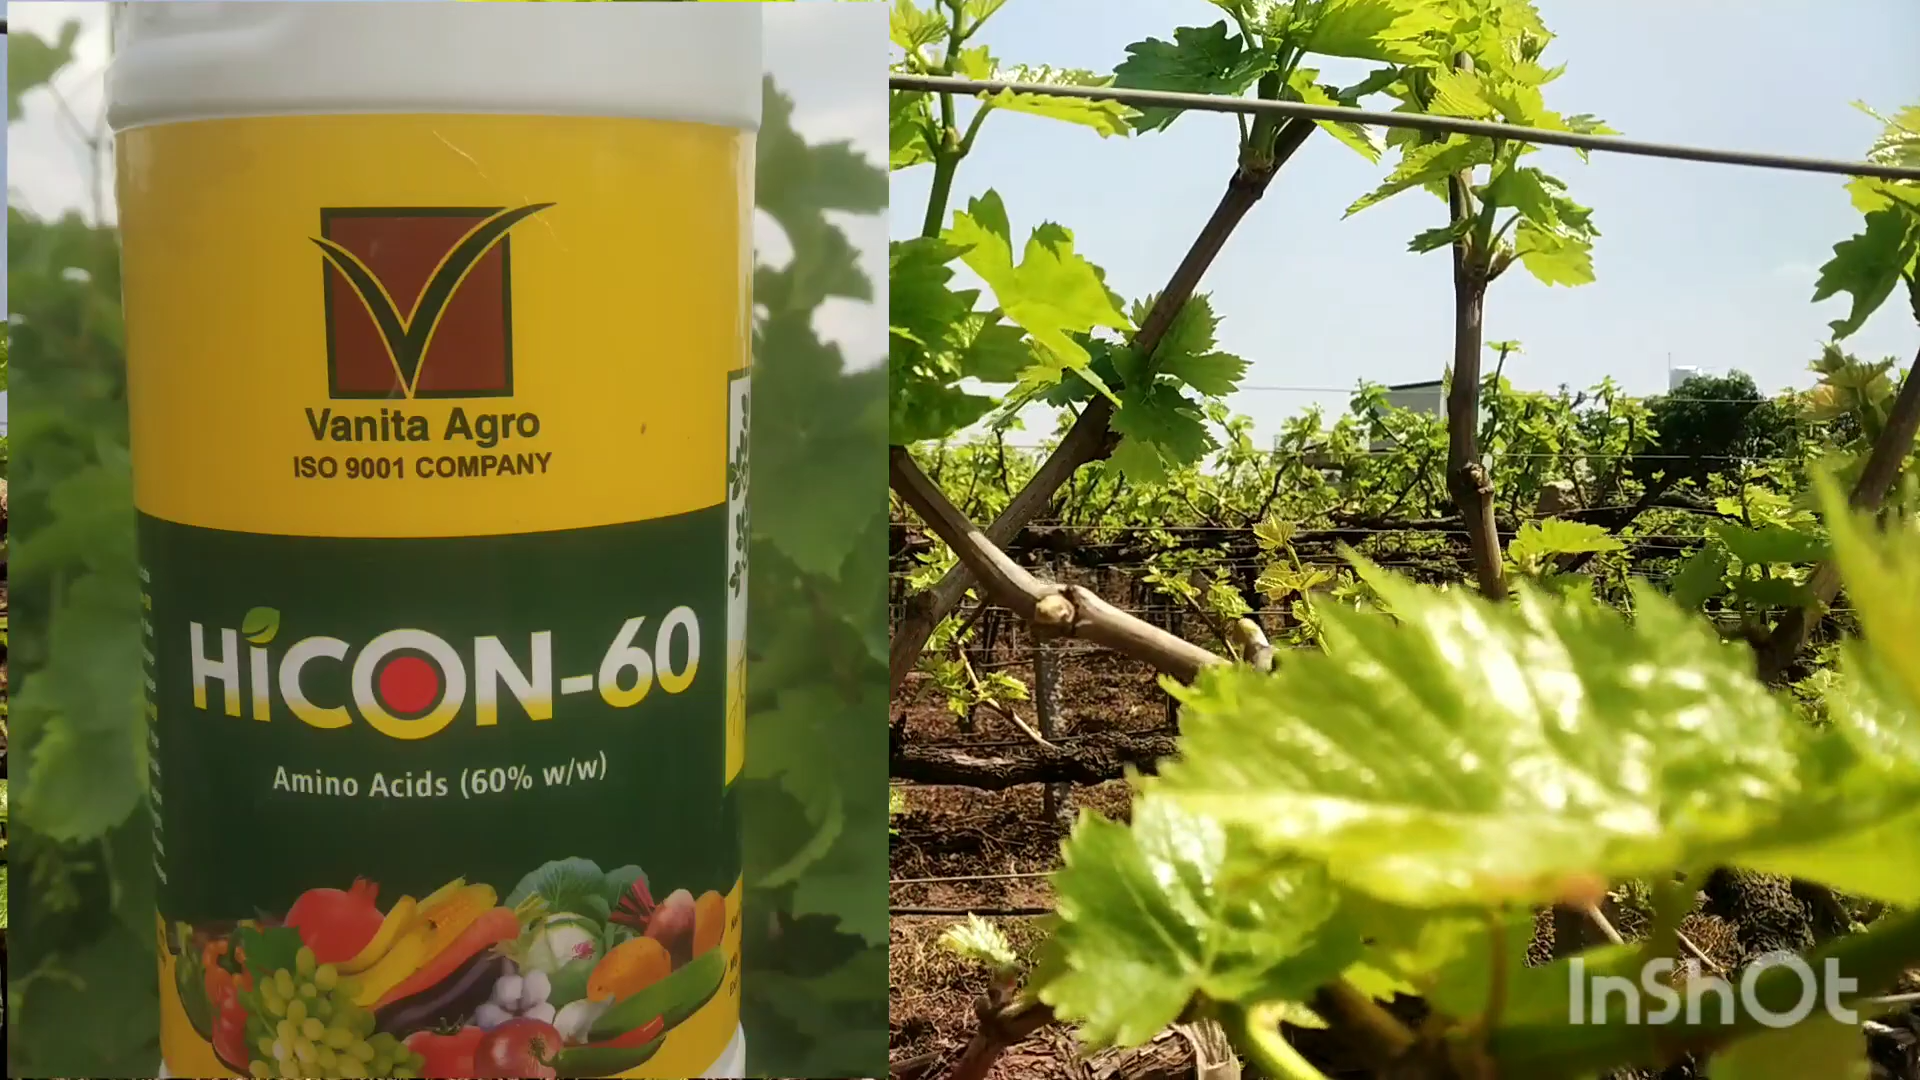 Vanita Agro
ISO 9001 COMPANY
HiCON-60
Amino Acids (60% w/w)
InShOt